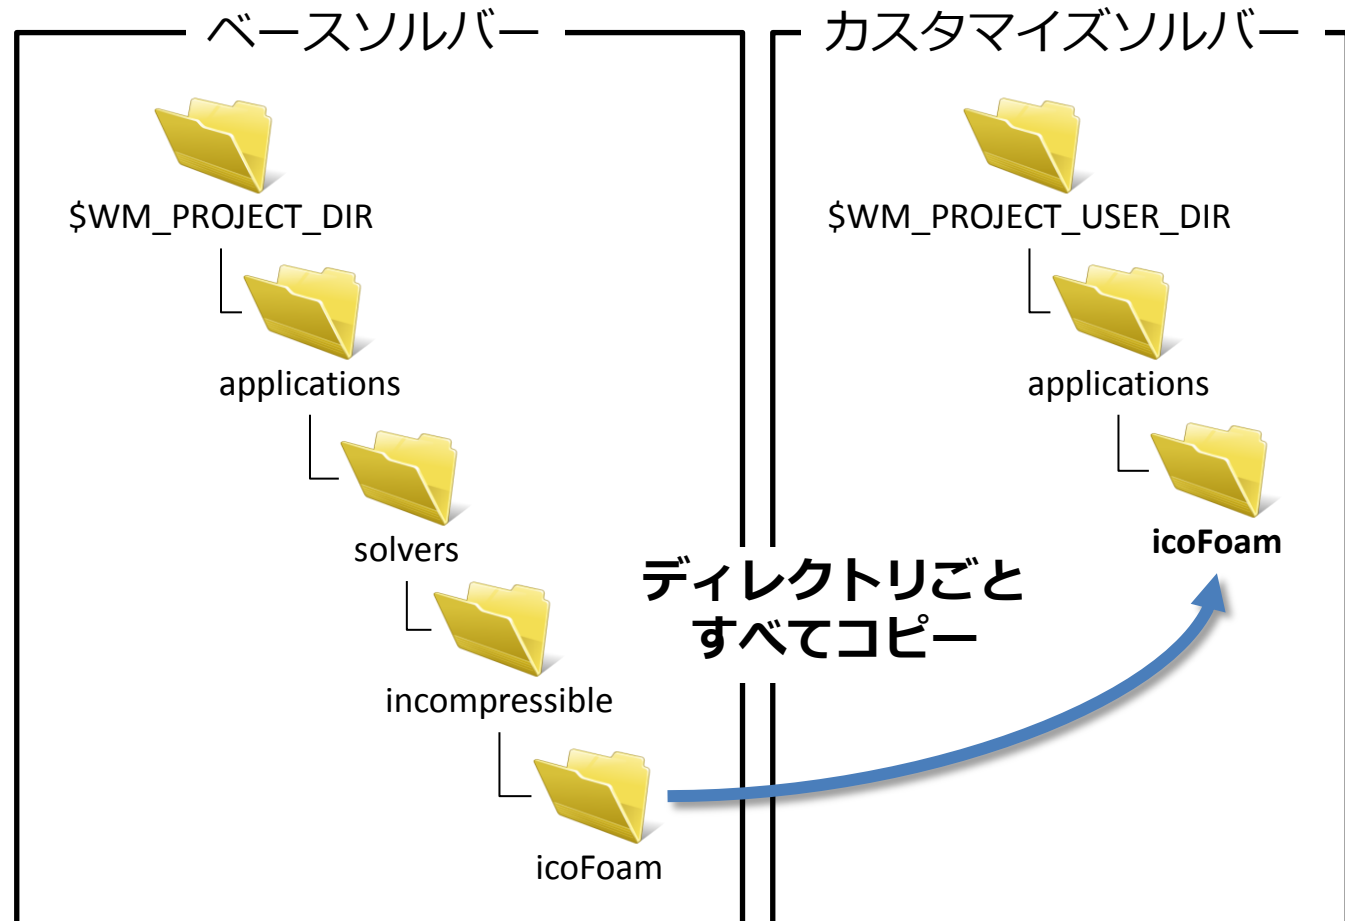 ベースソルバー
$WM_PROJECT_DIR
applications
solvers
incompressible
icoFoam
ディレクトリごと
すべてコピー
カスタマイズソルバー
$WM_PROJECT_USER_DIR
applications
icoFoam